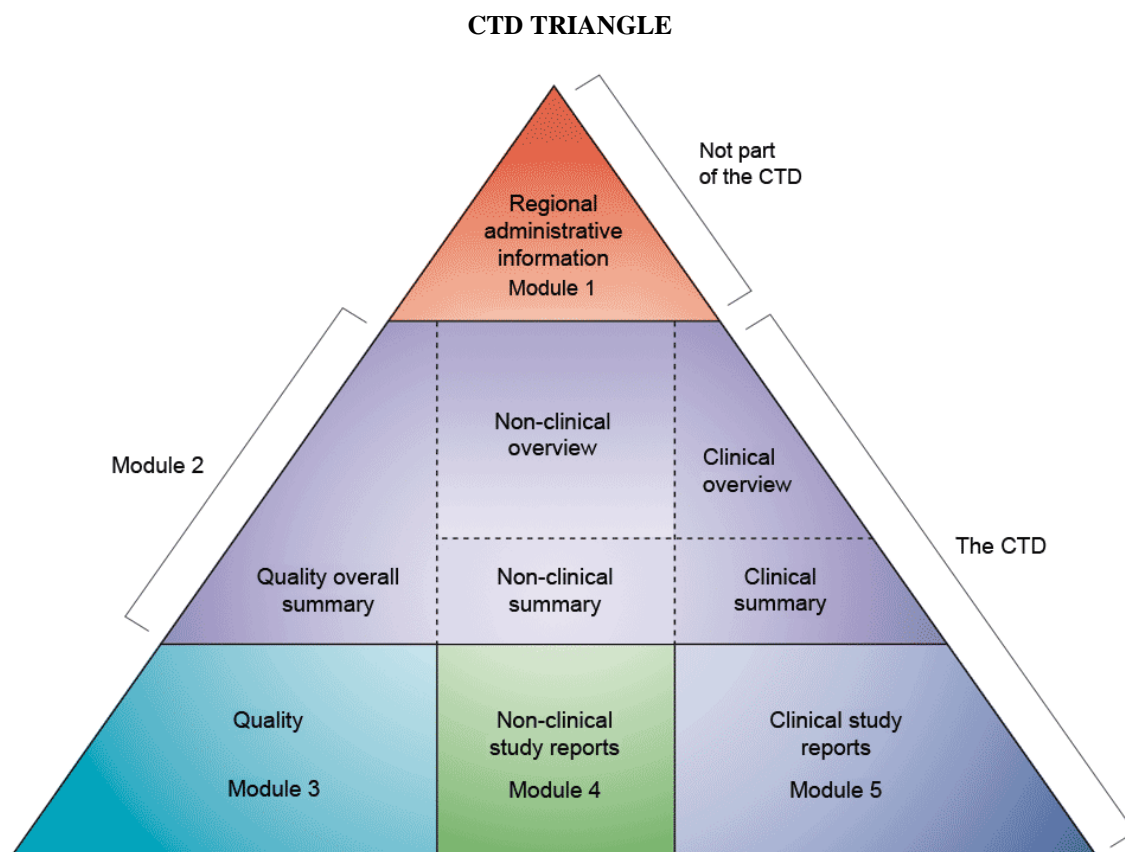 CTD TRIANGLE
Not part
of the CTD
Regional
administrative
information
Module 1
Module 2
Non-clinical
overview
Clinical
overview
The CTD
Quality overall
summary
Non-clinical
summary
Clinical
summary
Quality
Module 3
Non-clinical
study reports
Module 4
Clinical study
reports
Module 5